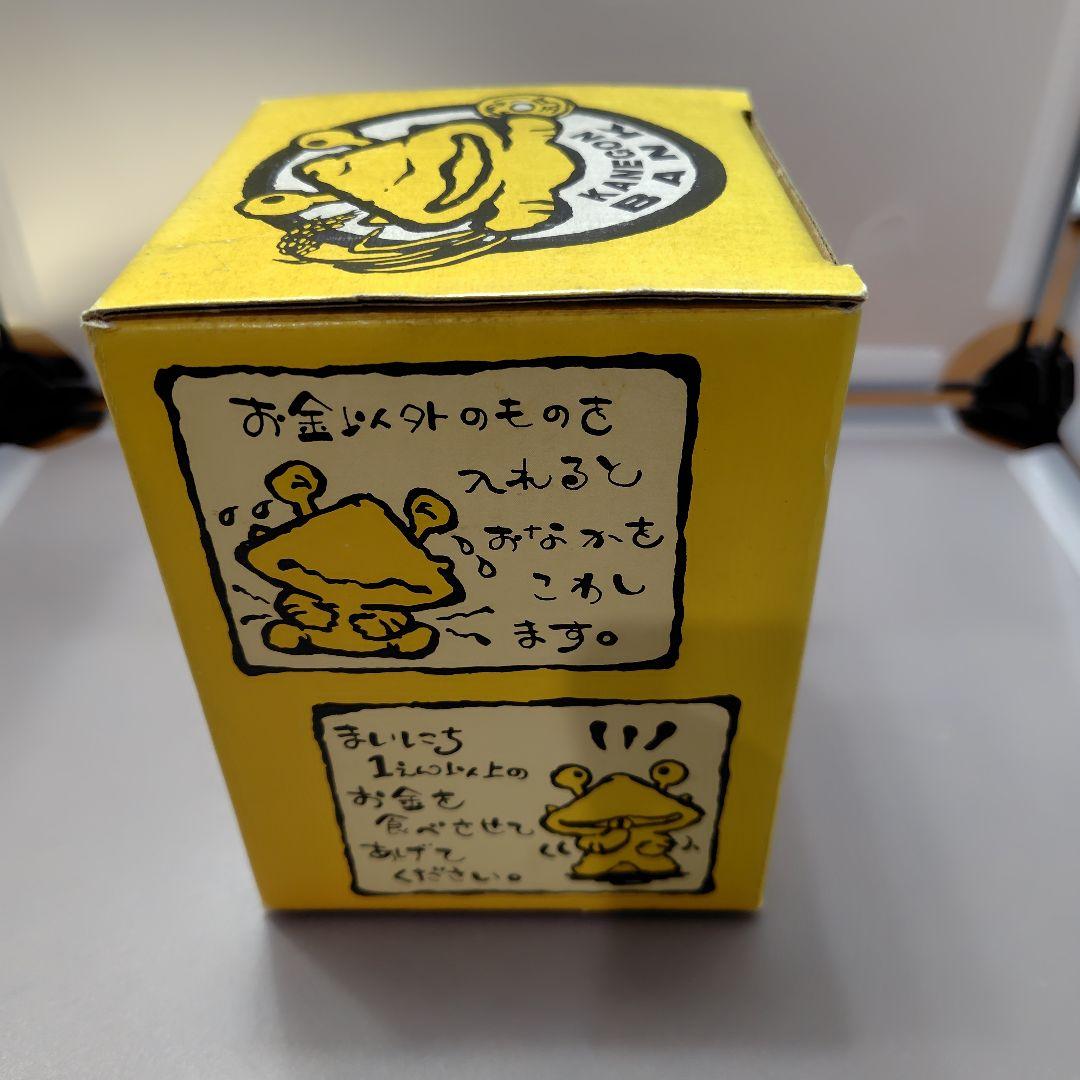 KANEGON
BANK
お金以外のものを
入れると
おなかを
こわし
ます。
まいにち
1えん以上の
お金を
食べさせて
あげて
ください。